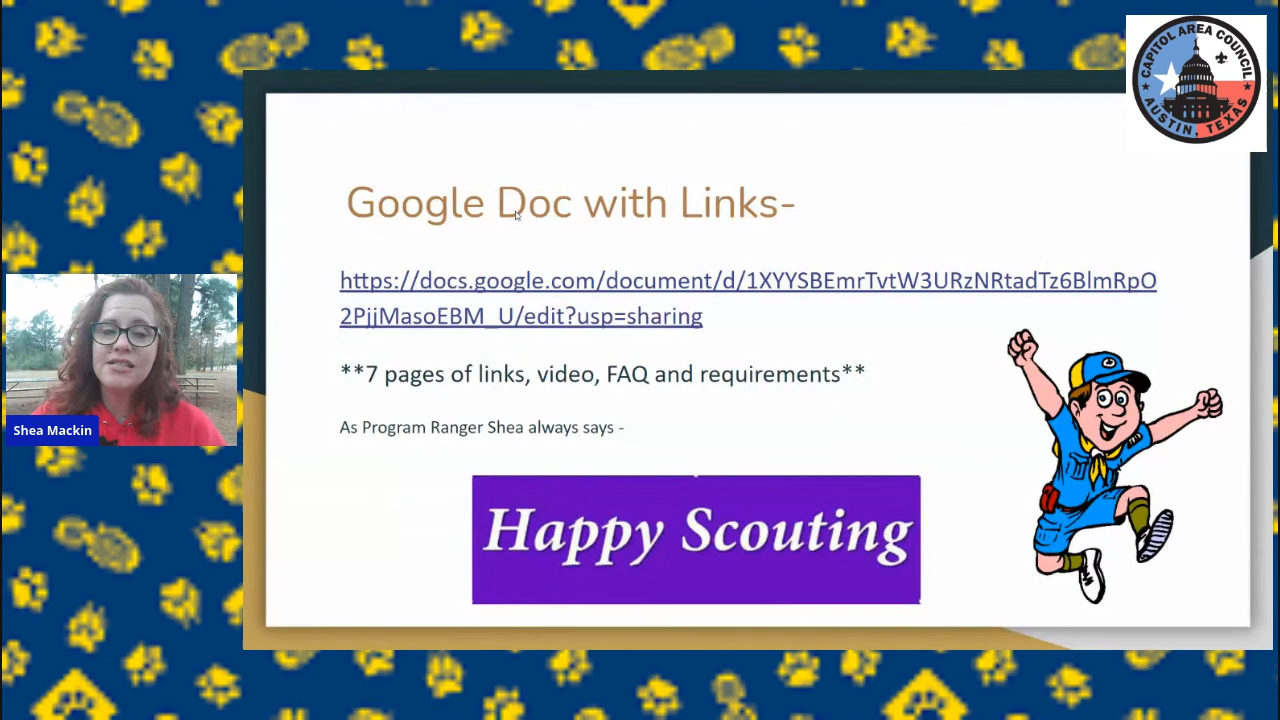 CAPITOL AREA COUNCIL
AUSTIN, TEXAS
Google Doc with Links-
https://docs.google.com/document/d/1XYYSBEmrTvtW3URzNRtadTz6BlmRpO
2PjjMasoEBM_U/edit?usp=sharing
**7 pages of links, video, FAQ and requirements**
As Program Ranger Shea always says -
Happy Scouting
Shea Mackin